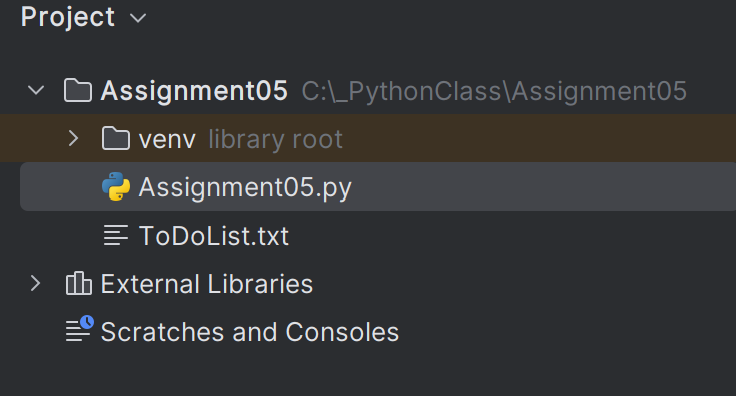 Project
Assignment05 C:\_PythonClass\Assignment05
venv library root
Assignment05.py
ToDoList.txt
External Libraries
Scratches and Consoles